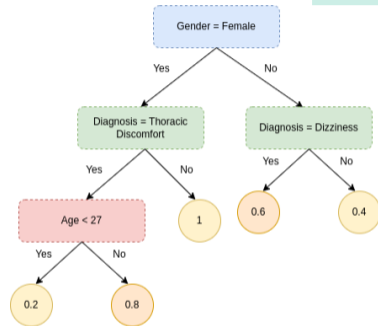 Gender = Female
Yes
No
Diagnosis = Thoracic
Discomfort
Diagnosis = Dizziness
Yes
No
Yes
No
Age < 27
1
0.6
0.4
Yes
No
0.2
0.8